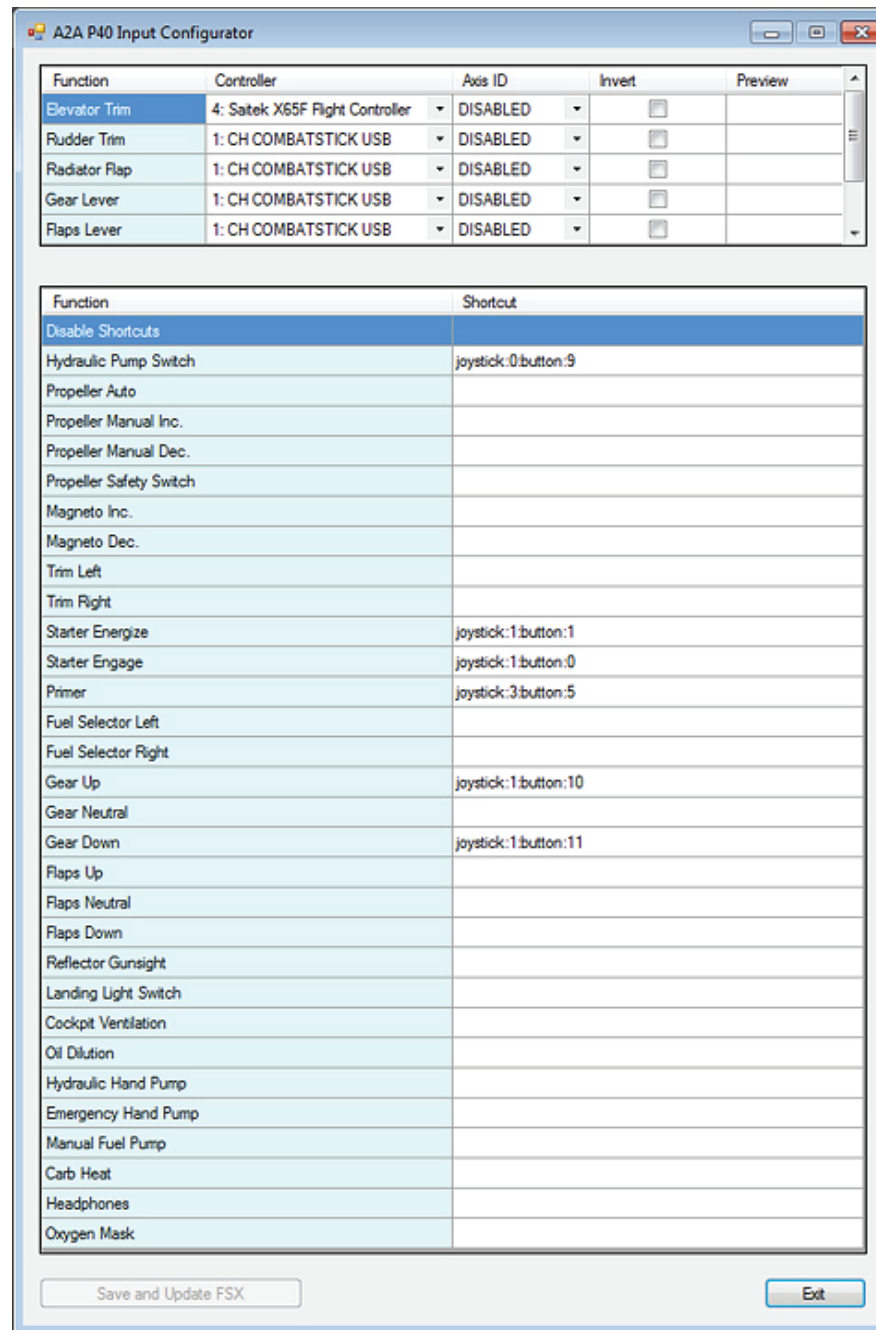 A2A P40 Input Configurator
Function Controller Axis ID Invert Preview
Elevator Trim 4: Saitek X65F Flight Controller DISABLED
Rudder Trim 1: CH COMBATSTICK USB DISABLED
Radiator Flap 1: CH COMBATSTICK USB DISABLED
Gear Lever 1: CH COMBATSTICK USB DISABLED
Flaps Lever 1: CH COMBATSTICK USB DISABLED
Function Shortcut
Disable Shortcuts
Hydraulic Pump Switch joystick:0:button:9
Propeller Auto
Propeller Manual Inc.
Propeller Manual Dec.
Propeller Safety Switch
Magneto Inc.
Magneto Dec.
Trim Left
Trim Right
Starter Energize joystick:1:button:1
Starter Engage joystick:1:button:0
Primer joystick:3:button:5
Fuel Selector Left
Fuel Selector Right
Gear Up joystick:1:button:10
Gear Neutral
Gear Down joystick:1:button:11
Flaps Up
Flaps Neutral
Flaps Down
Reflector Gunsight
Landing Light Switch
Cockpit Ventilation
Oil Dilution
Hydraulic Hand Pump
Emergency Hand Pump
Manual Fuel Pump
Carb Heat
Headphones
Oxygen Mask
Save and Update FSX Exit